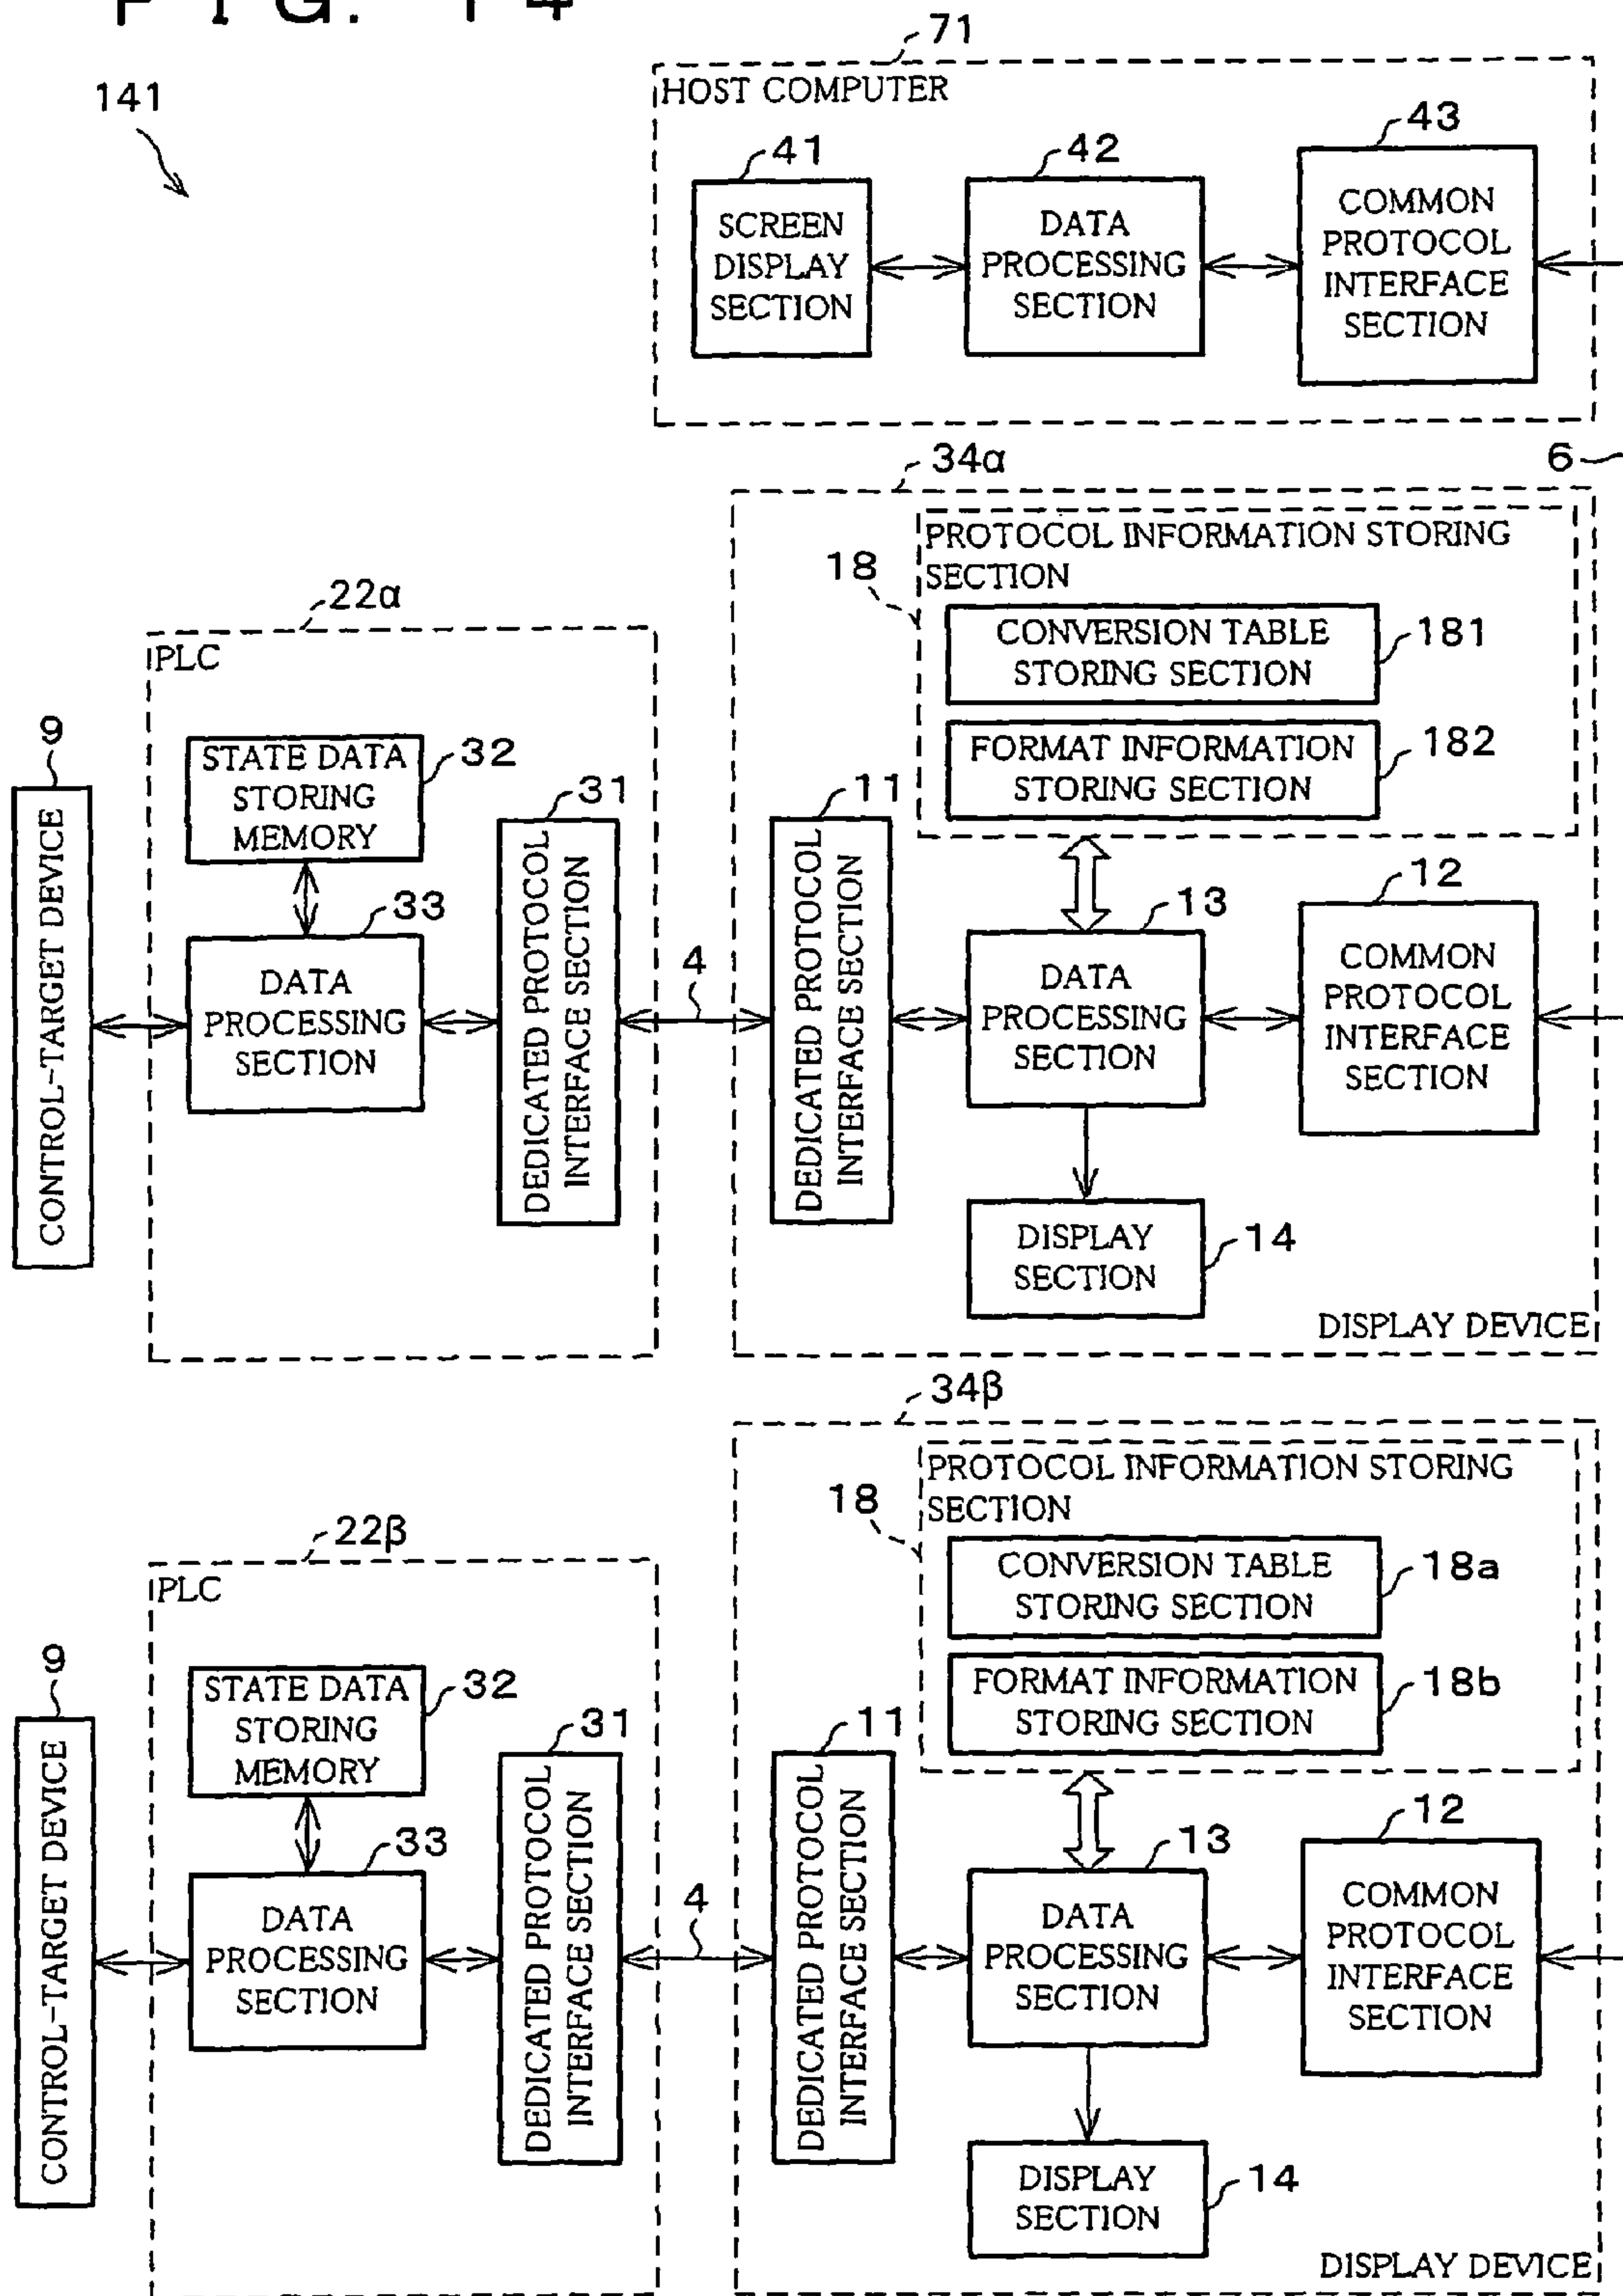 FIG. 14
141
71
HOST COMPUTER
41
SCREEN
DISPLAY
SECTION
42
DATA
PROCESSING
SECTION
43
COMMON
PROTOCOL
INTERFACE
SECTION
6
34α
18
PROTOCOL INFORMATION STORING
SECTION
CONVERSION TABLE
STORING SECTION
181
FORMAT INFORMATION
STORING SECTION
182
22α
PLC
9
CONTROL-TARGET DEVICE
STATE DATA
STORING
MEMORY
32
33
DATA
PROCESSING
SECTION
31
DEDICATED PROTOCOL
INTERFACE SECTION
4
11
DEDICATED PROTOCOL
INTERFACE SECTION
13
DATA
PROCESSING
SECTION
12
COMMON
PROTOCOL
INTERFACE
SECTION
DISPLAY
SECTION
14
DISPLAY DEVICE
34β
18
PROTOCOL INFORMATION STORING
SECTION
CONVERSION TABLE
STORING SECTION
18a
FORMAT INFORMATION
STORING SECTION
18b
22β
PLC
9
CONTROL-TARGET DEVICE
STATE DATA
STORING
MEMORY
32
33
DATA
PROCESSING
SECTION
31
DEDICATED PROTOCOL
INTERFACE SECTION
4
11
DEDICATED PROTOCOL
INTERFACE SECTION
13
DATA
PROCESSING
SECTION
12
COMMON
PROTOCOL
INTERFACE
SECTION
DISPLAY
SECTION
14
DISPLAY DEVICE